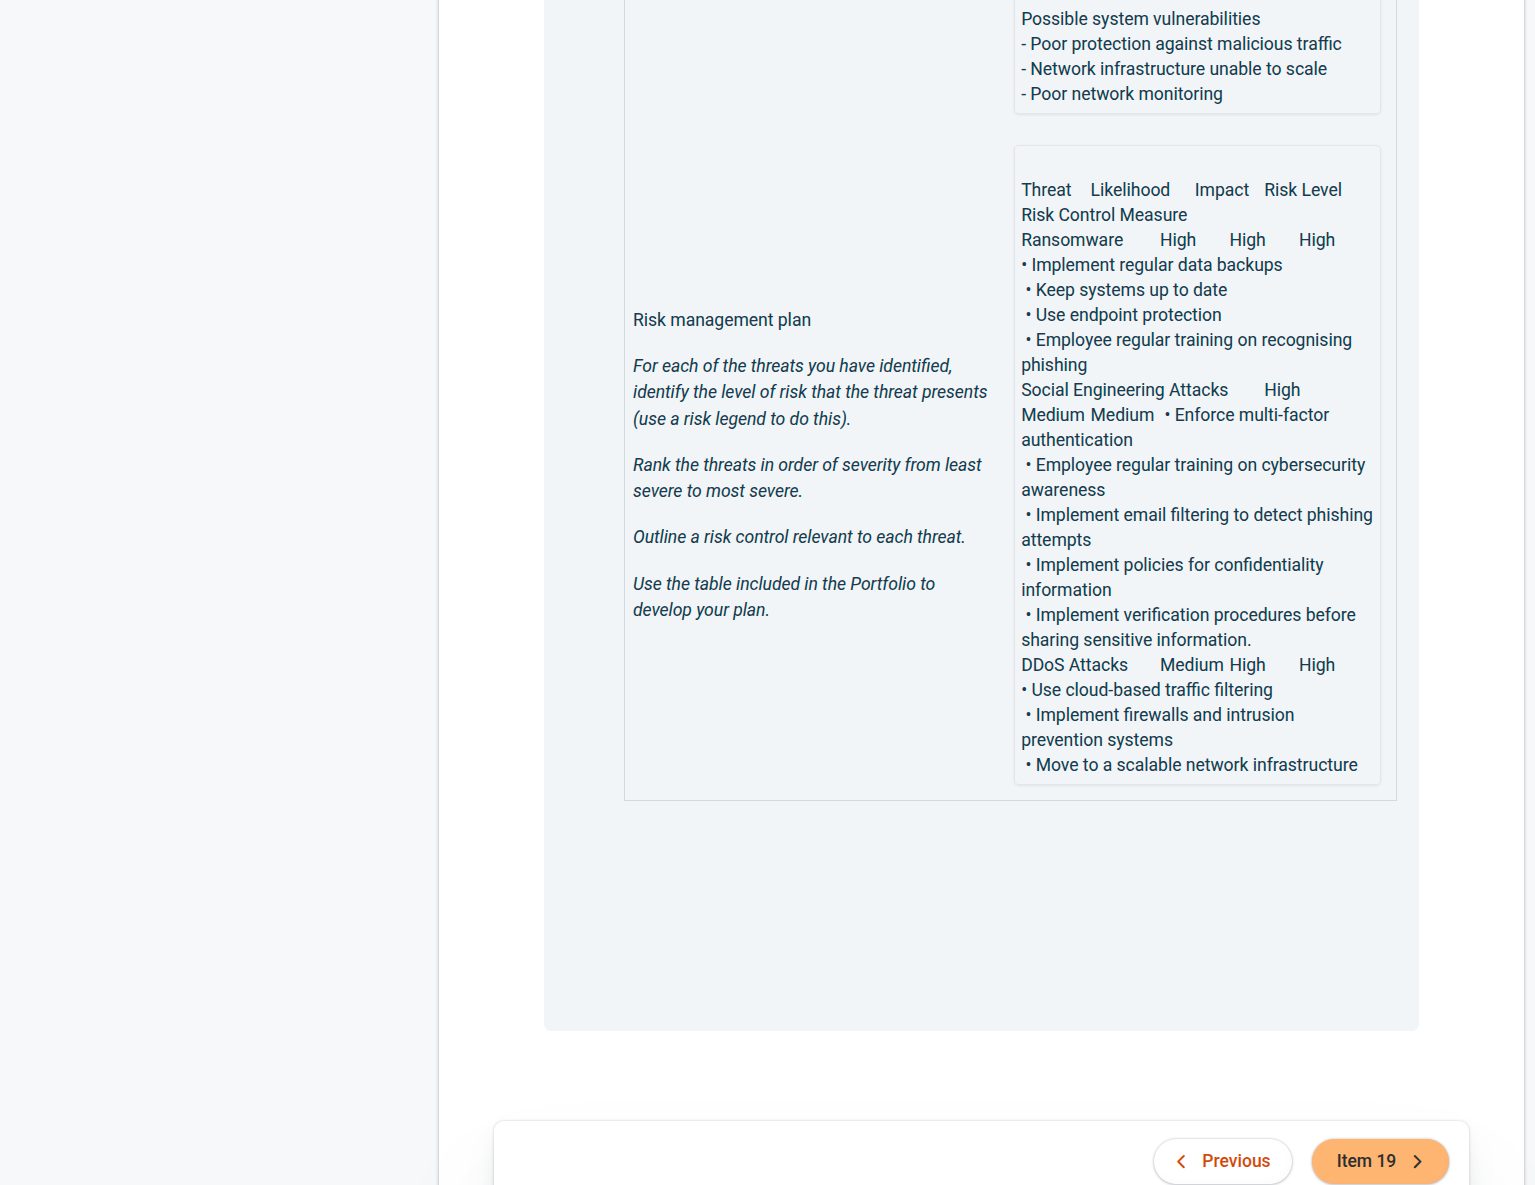 Possible system vulnerabilities
- Poor protection against malicious traffic
- Network infrastructure unable to scale
- Poor network monitoring
Risk management plan
For each of the threats you have identified,
identify the level of risk that the threat presents
(use a risk legend to do this).
Rank the threats in order of severity from least
severe to most severe.
Outline a risk control relevant to each threat.
Use the table included in the Portfolio to
develop your plan.
Threat Likelihood Impact Risk Level
Risk Control Measure
Ransomware High High High
• Implement regular data backups
• Keep systems up to date
• Use endpoint protection
• Employee regular training on recognising
phishing
Social Engineering Attacks High
Medium Medium • Enforce multi-factor
authentication
• Employee regular training on cybersecurity
awareness
• Implement email filtering to detect phishing
attempts
• Implement policies for confidentiality
information
• Implement verification procedures before
sharing sensitive information.
DDoS Attacks Medium High High
• Use cloud-based traffic filtering
• Implement firewalls and intrusion
prevention systems
• Move to a scalable network infrastructure
Previous
Item 19